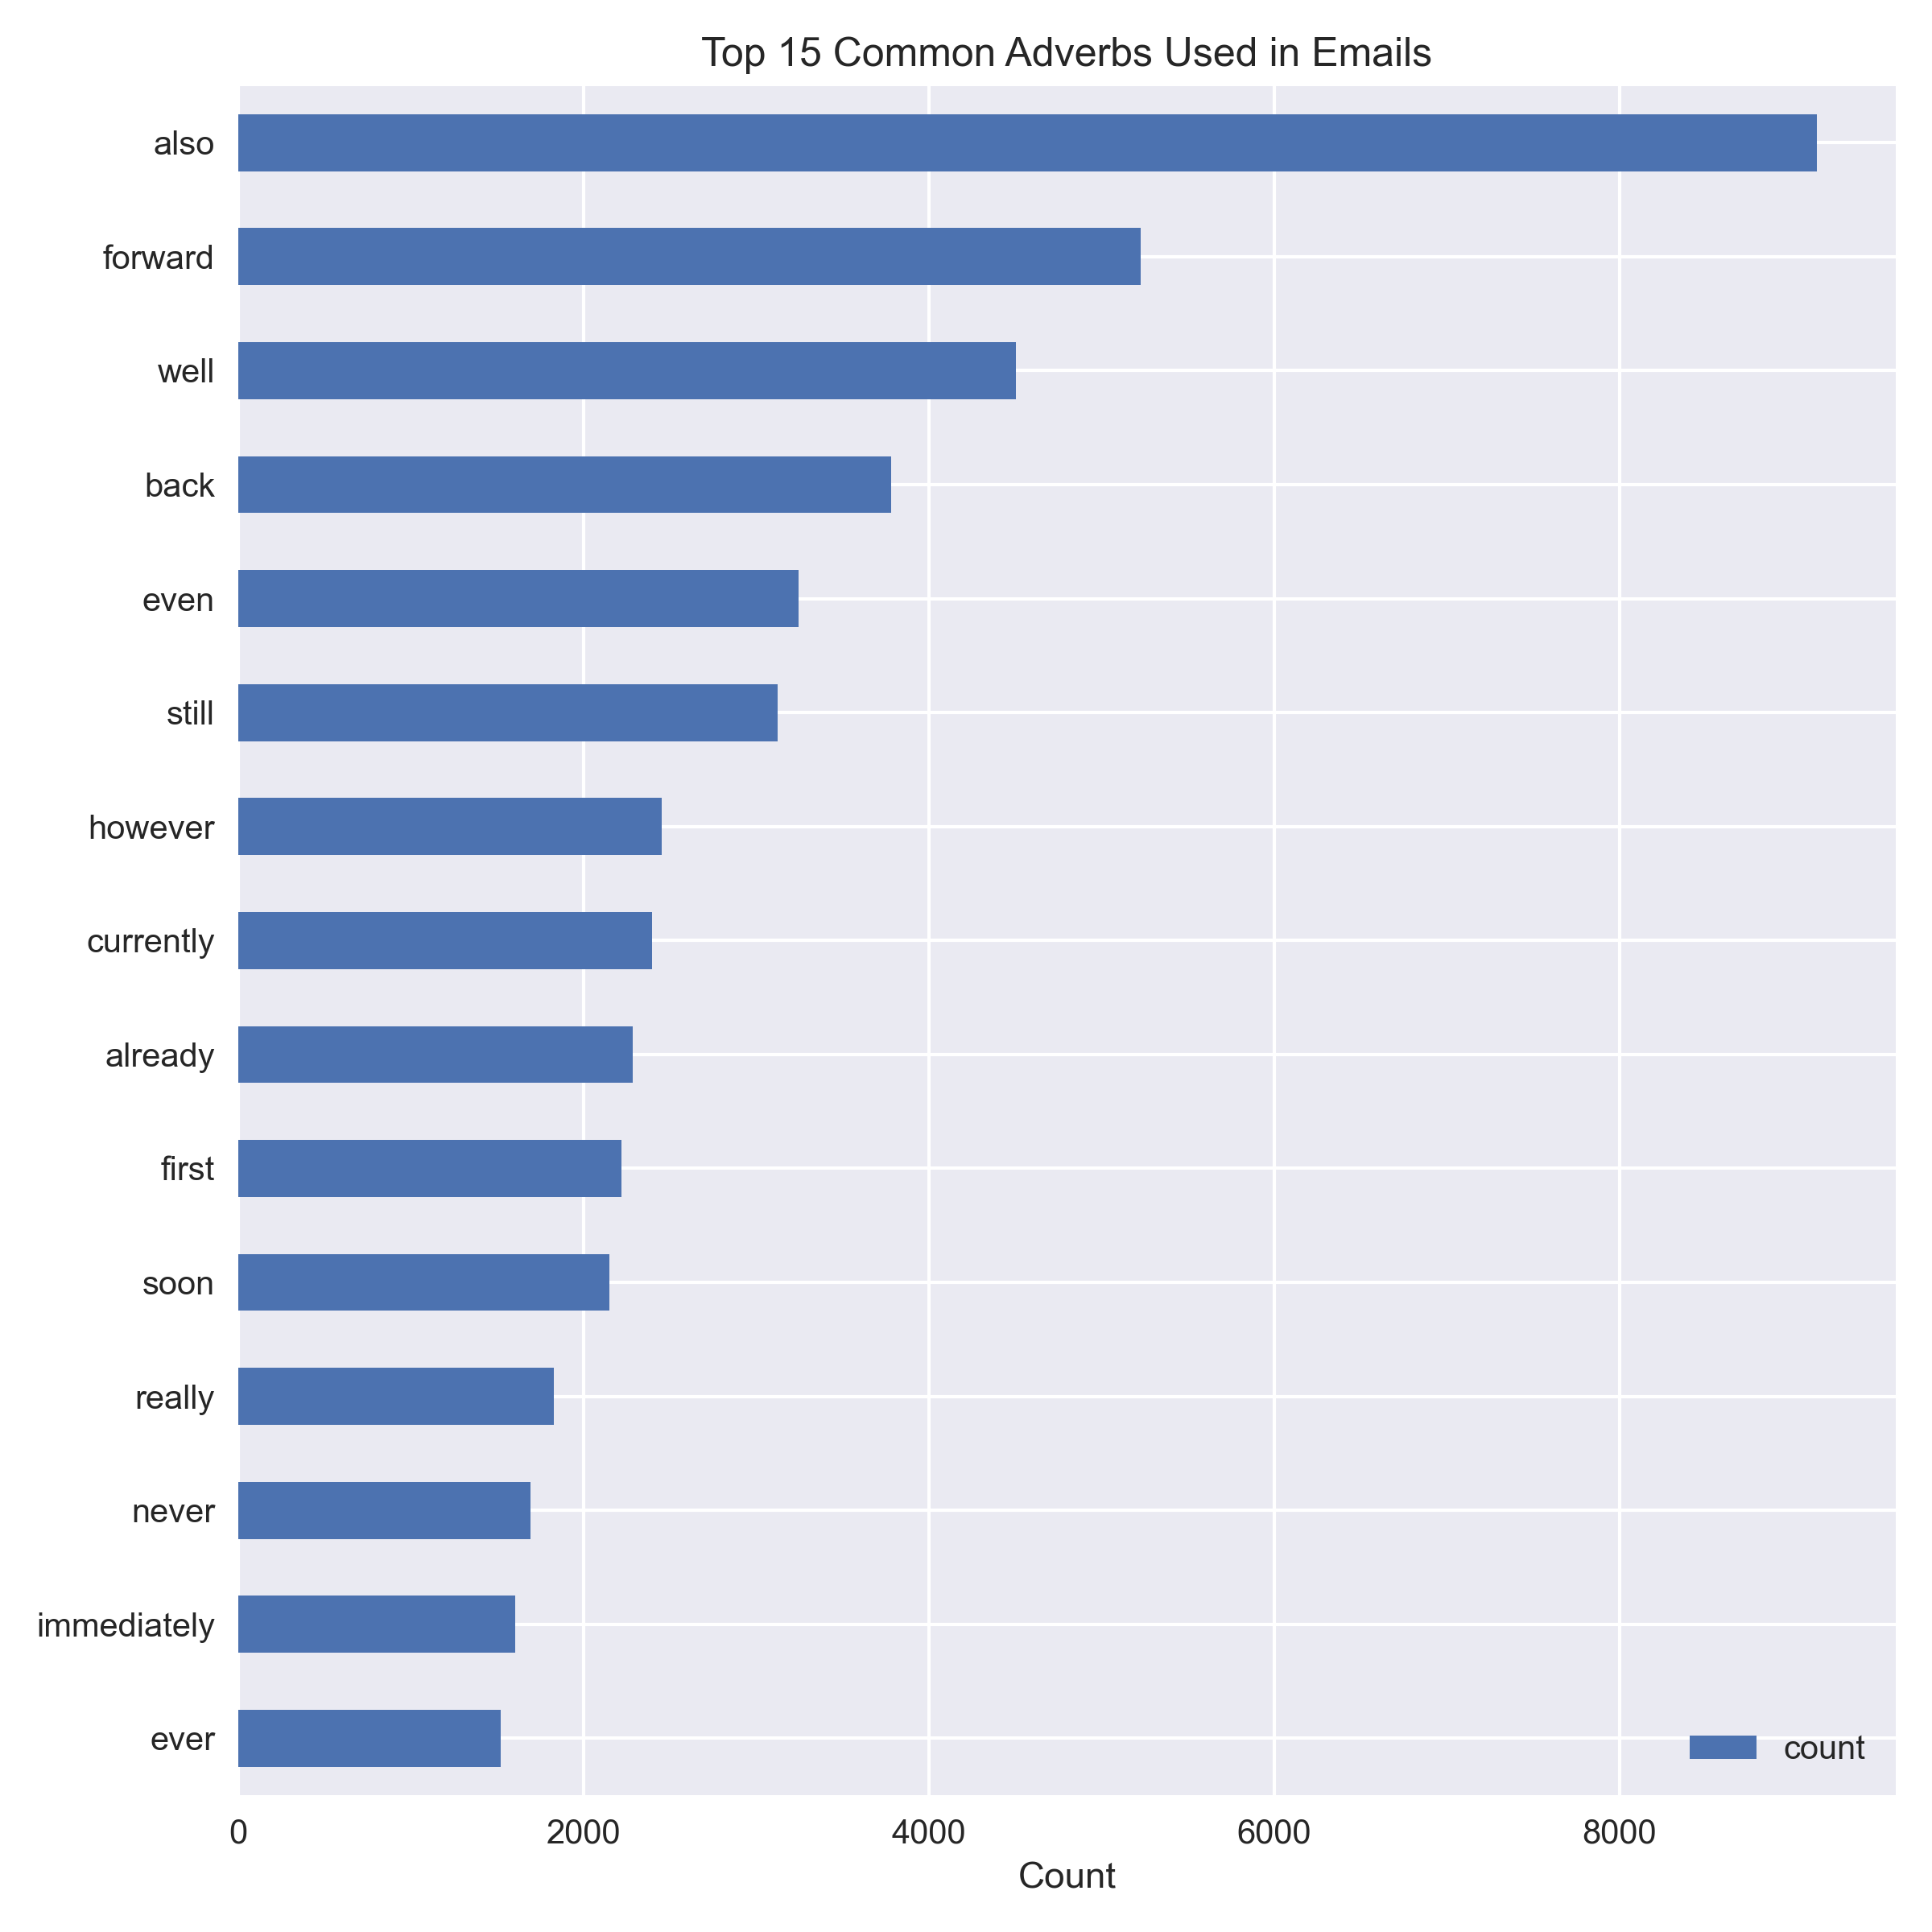 Top 15 Common Adverbs Used in Emails
also
forward
well
back
even
still
however
currently
already
first
soon
really
never
immediately
ever
count
0 2000 4000 6000 8000
Count